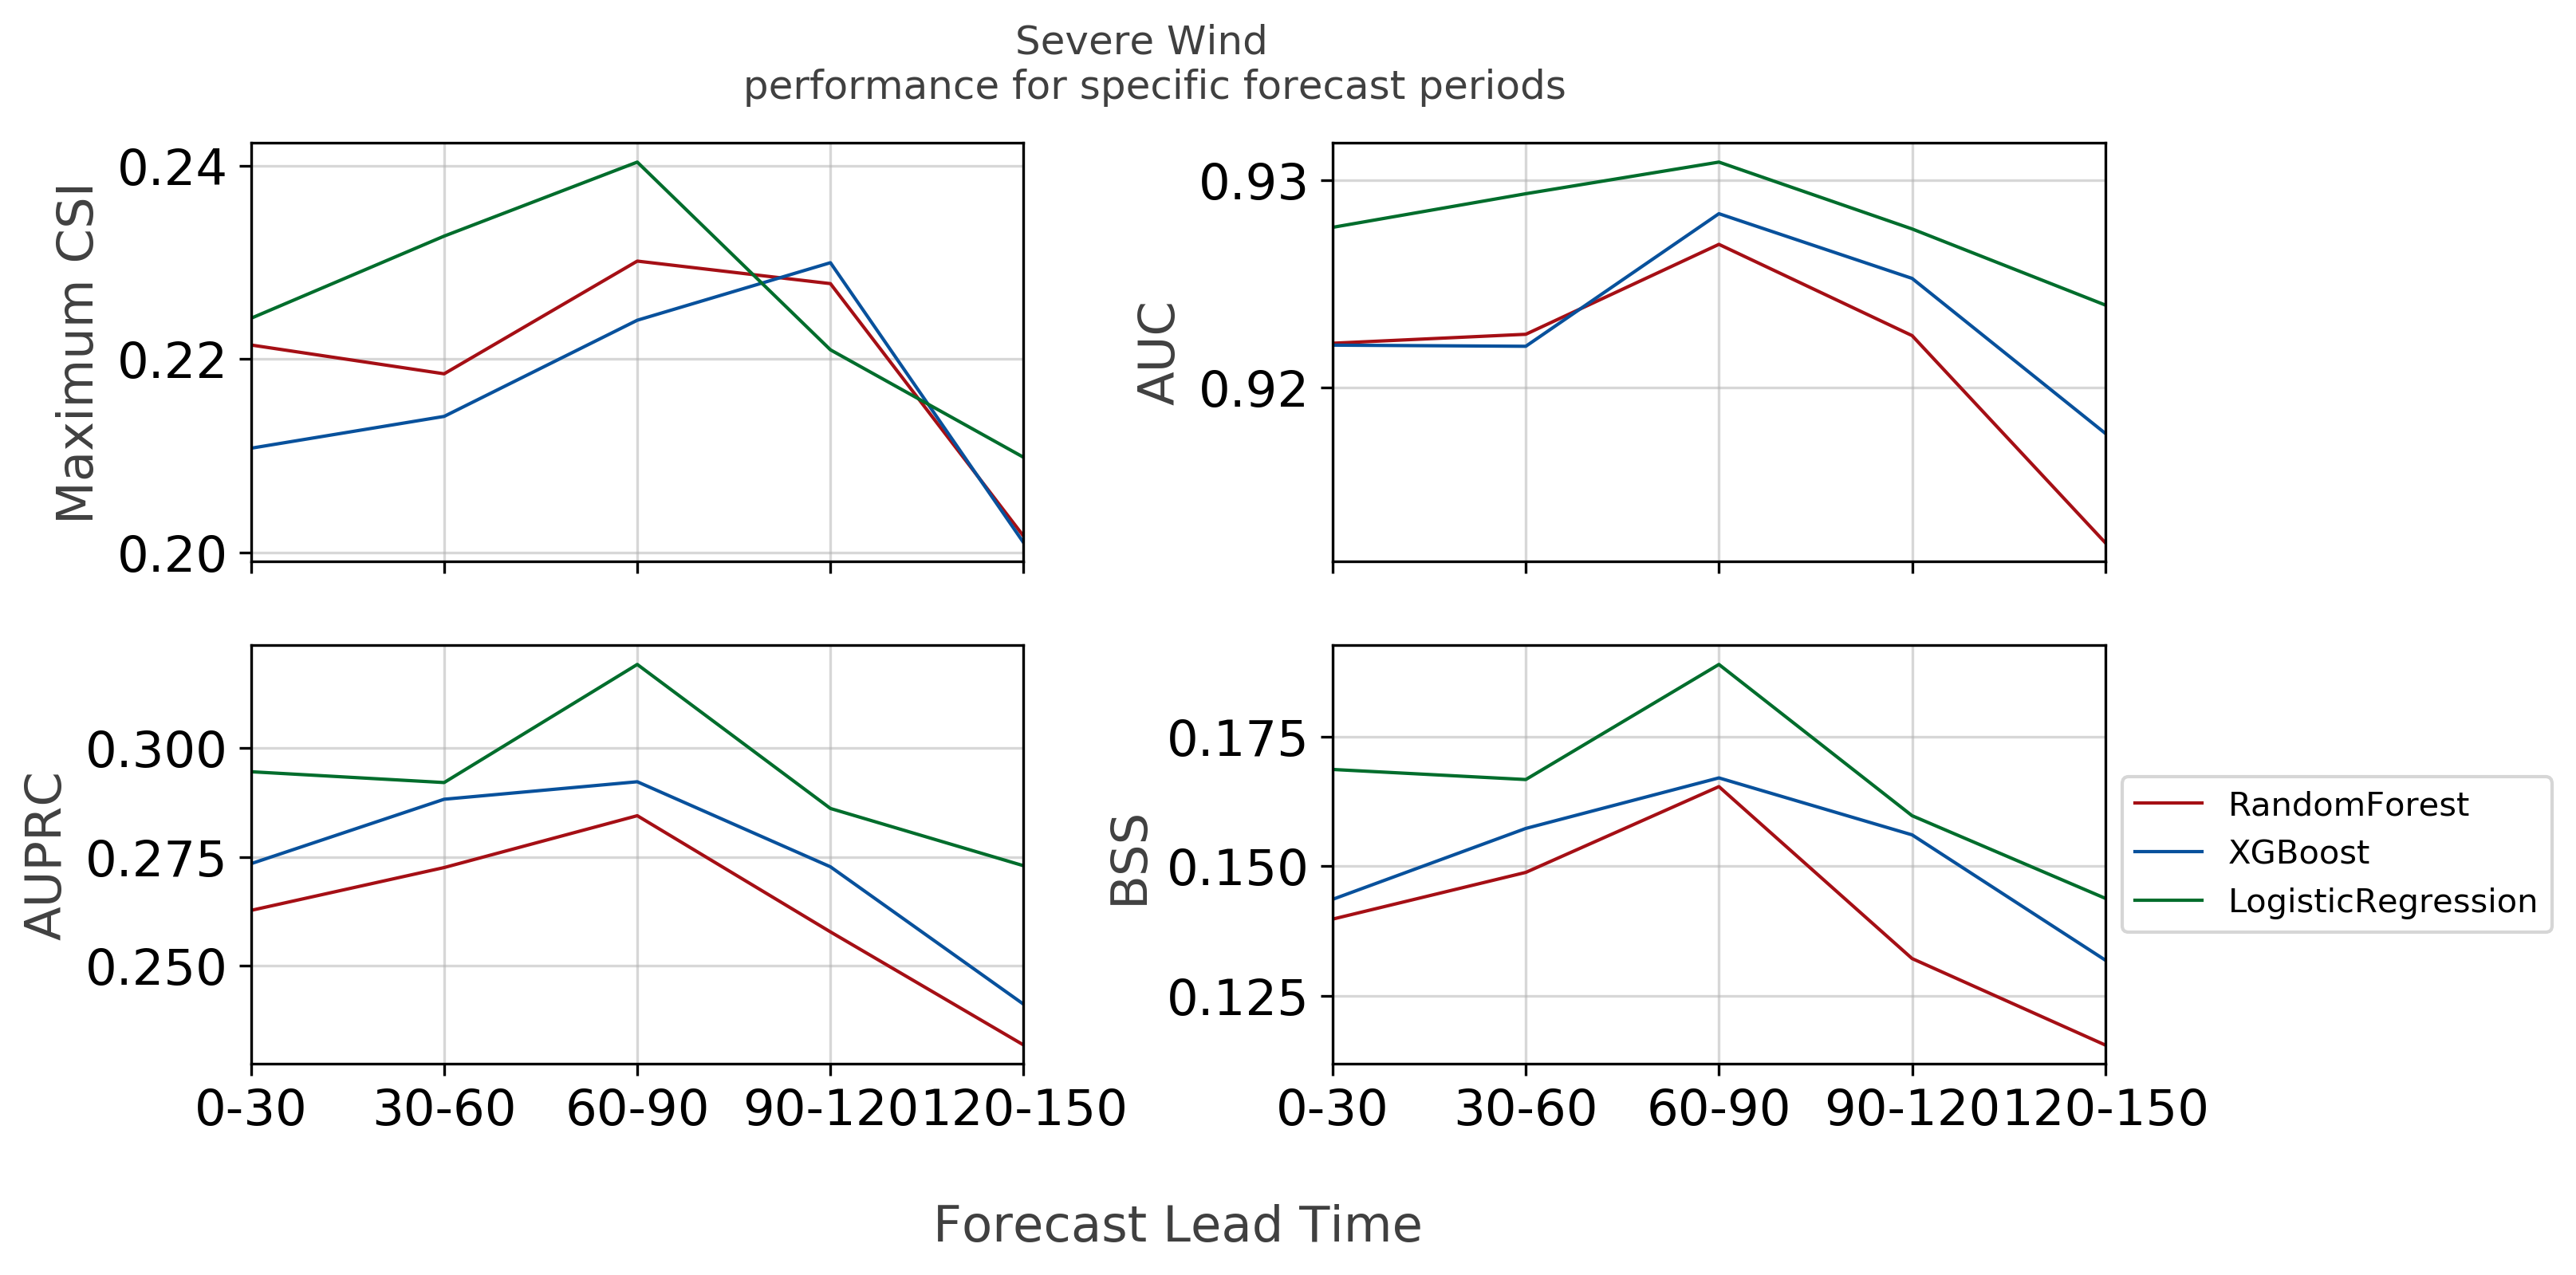 Severe Wind
performance for specific forecast periods
Maximum CSI
0.24
0.22
0.20
AUC
0.93
0.92
AUPRC
0.300
0.275
0.250
0-30 30-60 60-90 90-120 120-150
BSS
0.175
0.150
0.125
0-30 30-60 60-90 90-120 120-150
RandomForest
XGBoost
LogisticRegression
Forecast Lead Time